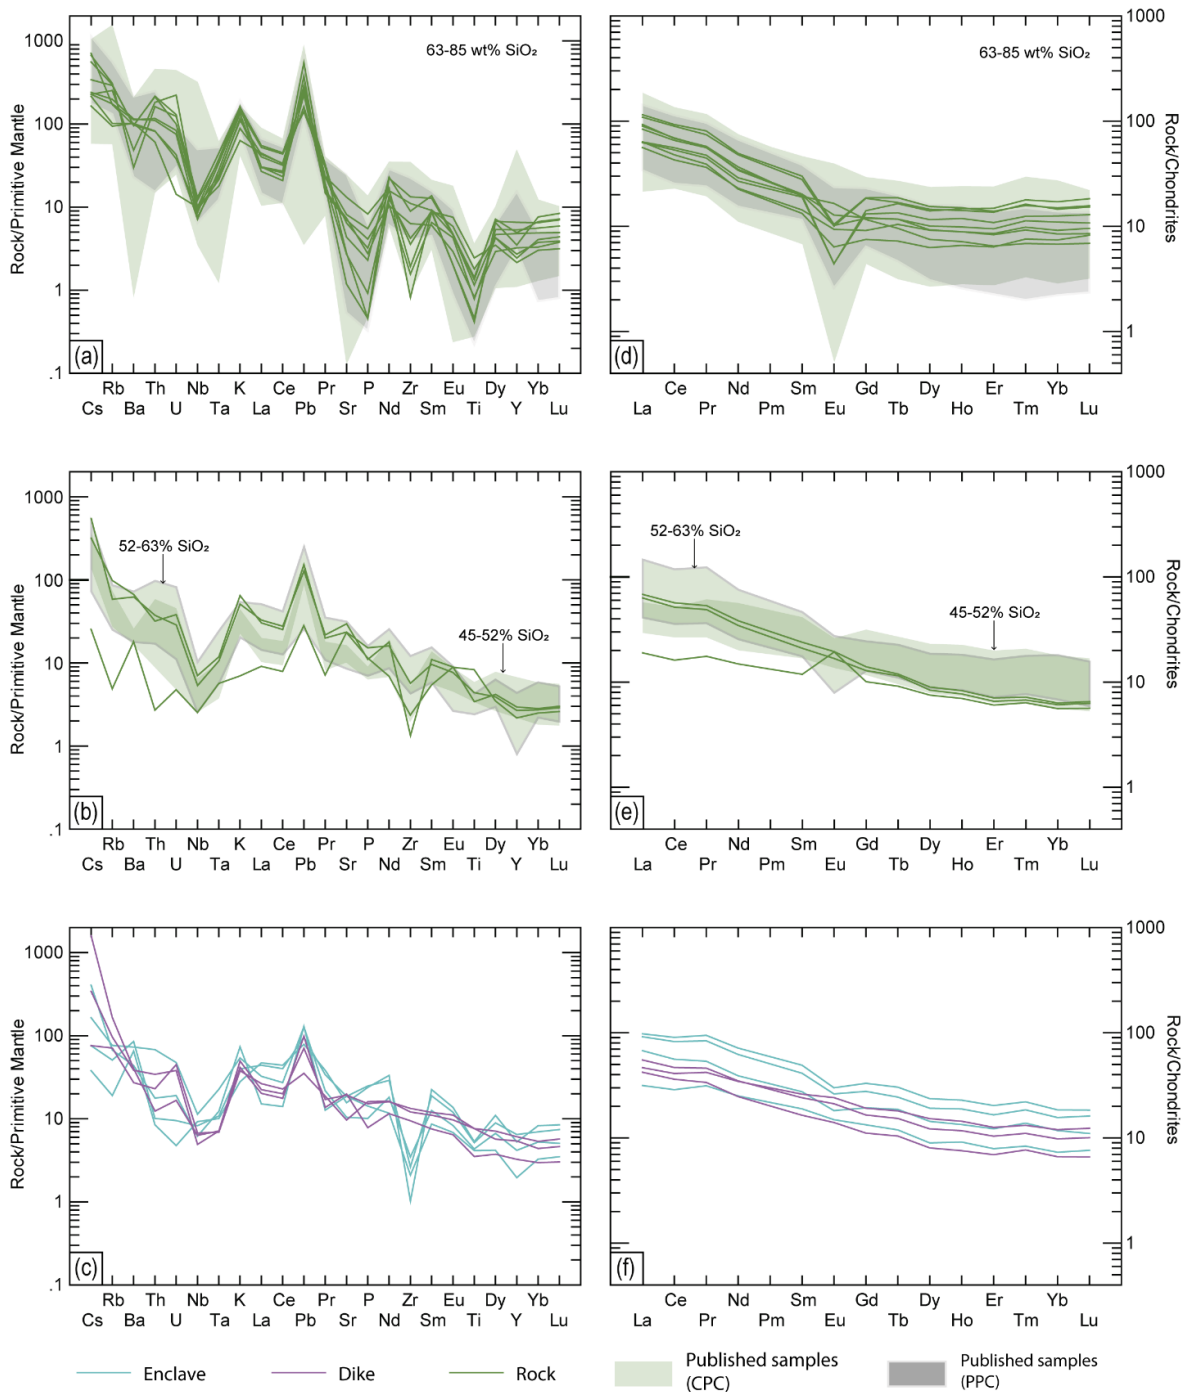 63-85 wt% SiO₂
1000
100
10
1
.1
Rock/Primitive Mantle
(a)
Rb Th Nb K Ce Pr P Zr Eu Dy Yb
Cs Ba U Ta La Pb Sr Nd Sm Ti Y Lu
63-85 wt% SiO₂
1000
100
10
1
Rock/Chondrites
(d)
Ce Nd Sm Gd Dy Er Yb
La Pr Pm Eu Tb Ho Tm Lu
52-63% SiO₂
45-52% SiO₂
1000
100
10
1
.1
Rock/Primitive Mantle
(b)
Rb Th Nb K Ce Pr P Zr Eu Dy Yb
Cs Ba U Ta La Pb Sr Nd Sm Ti Y Lu
52-63% SiO₂
45-52% SiO₂
1000
100
10
1
Rock/Chondrites
(e)
Ce Nd Sm Gd Dy Er Yb
La Pr Pm Eu Tb Ho Tm Lu
1000
100
10
1
.1
Rock/Primitive Mantle
(c)
Rb Th Nb K Ce Pr P Zr Eu Dy Yb
Cs Ba U Ta La Pb Sr Nd Sm Ti Y Lu
1000
100
10
1
Rock/Chondrites
(f)
Ce Nd Sm Gd Dy Er Yb
La Pr Pm Eu Tb Ho Tm Lu
Enclave
Dike
Rock
Published samples
(CPC)
Published samples
(PPC)